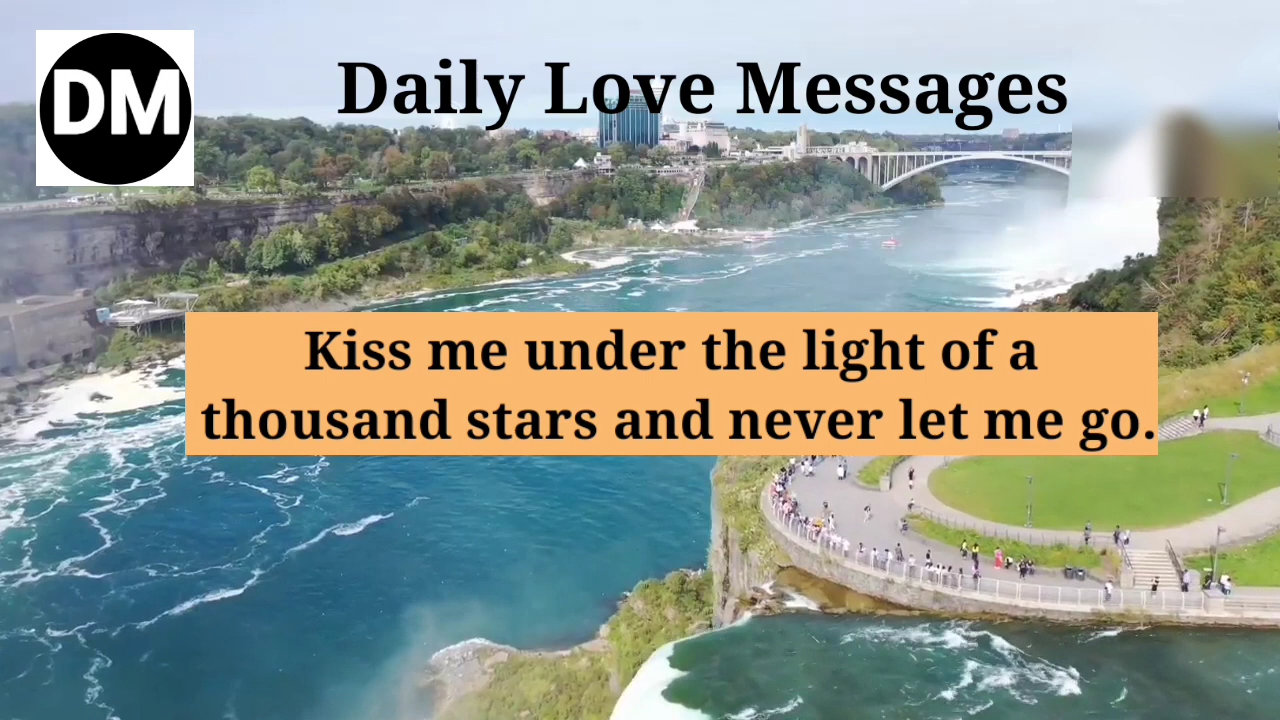 DM
Daily Love Messages
Kiss me under the light of a
thousand stars and never let me go.